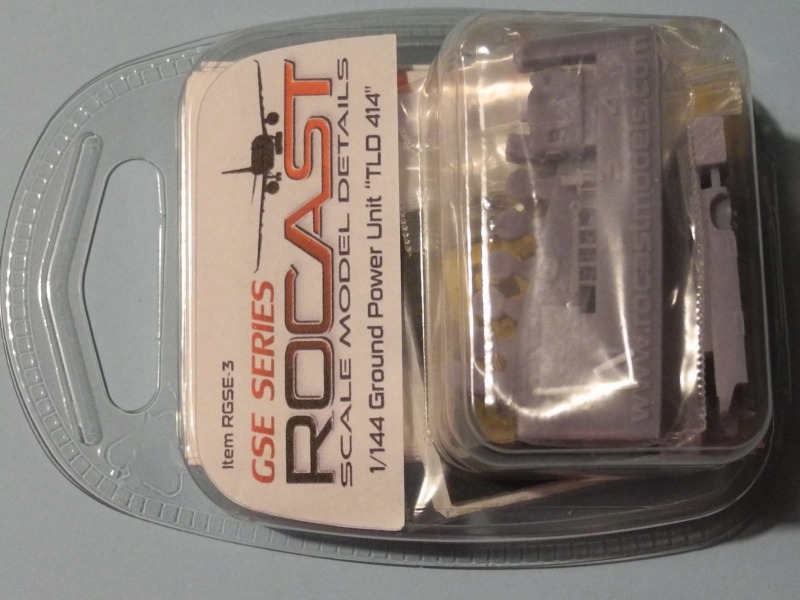 Item RGSE-3
GSE SERIES
ROCAST
SCALE MODEL DETAILS
1/144 Ground Power Unit "TLD 414"
www.rocastmodels.com